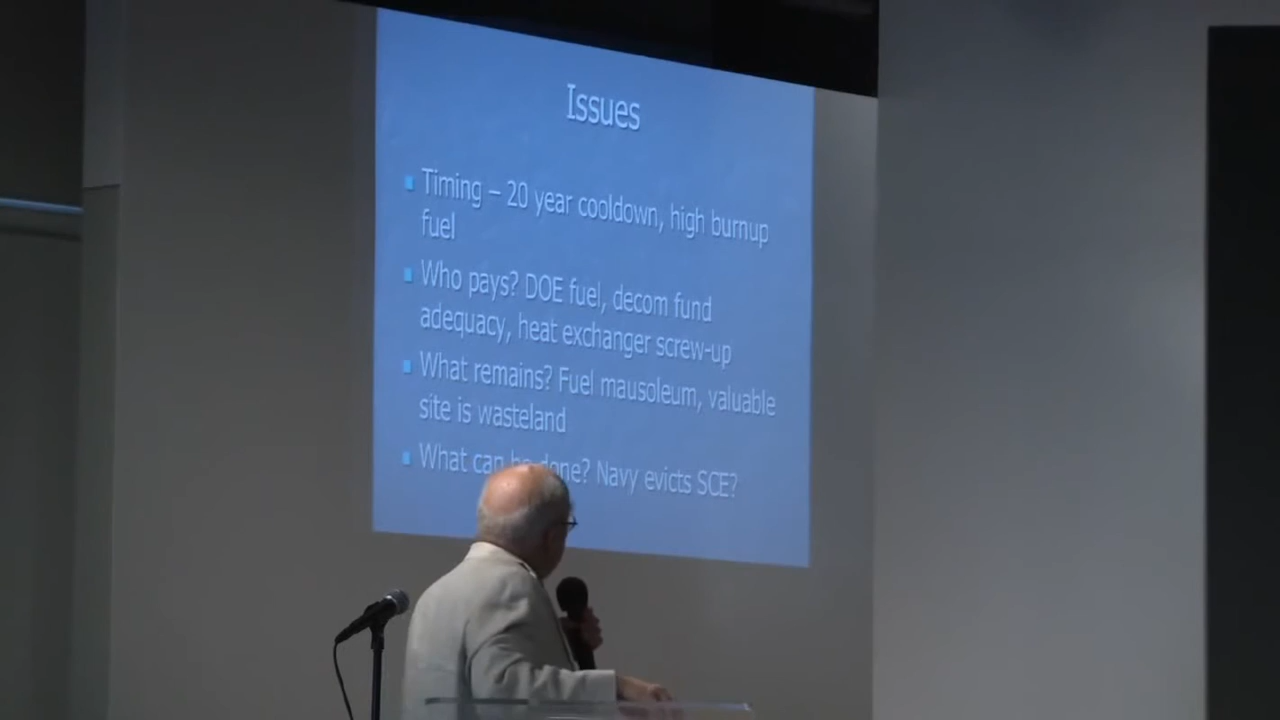 Issues
Timing – 20 year cooldown, high burnup
fuel
Who pays? DOE fuel, decom fund
adequacy, heat exchanger screw-up
What remains? Fuel mausoleum, valuable
site is wasteland
What can be done? Navy evicts SCE?